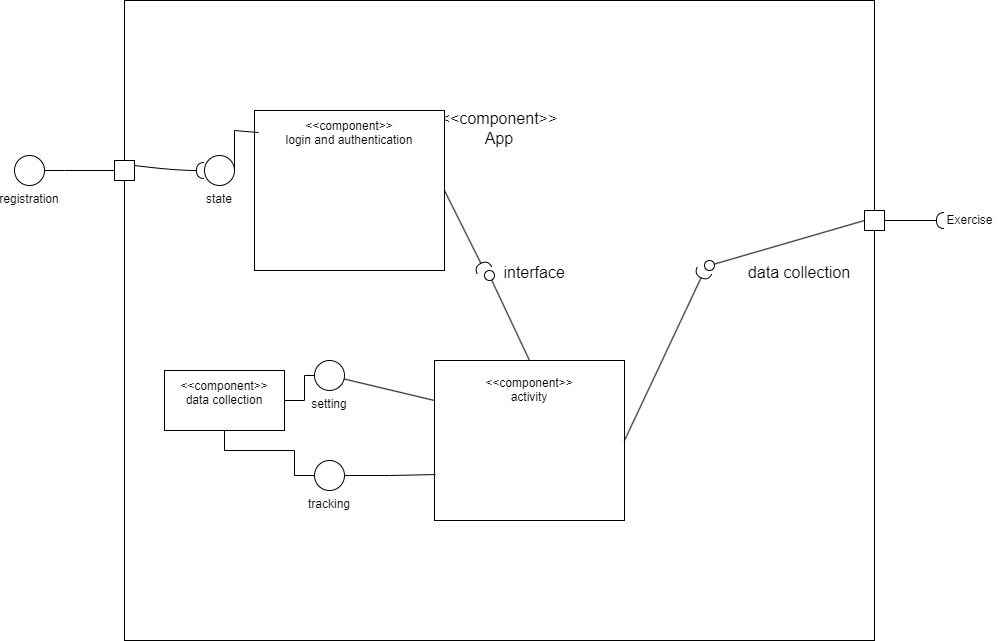 <<component>>
login and authentication
<<component>>
App
registration
state
Exercise
interface
data collection
<<component>>
data collection
setting
<<component>>
activity
tracking